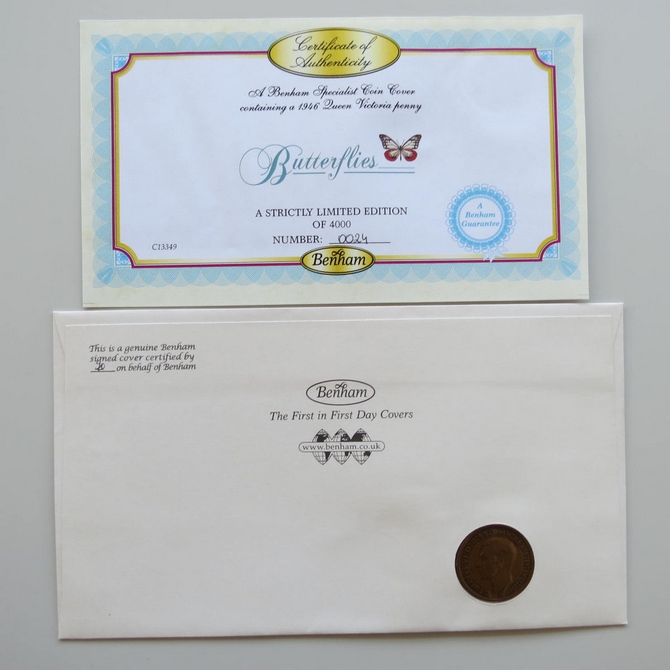 Certificate of
Authenticity
A Benham Specialist Coin Cover
containing a 1946 Queen Victoria penny
Butterflies
A STRICTLY LIMITED EDITION
OF 4000
NUMBER: 0024
A
Benham
Guarantee
C13349
Benham
This is a genuine Benham
signed cover certified by
on behalf of Benham
Benham
The First in First Day Covers
www.benham.co.uk